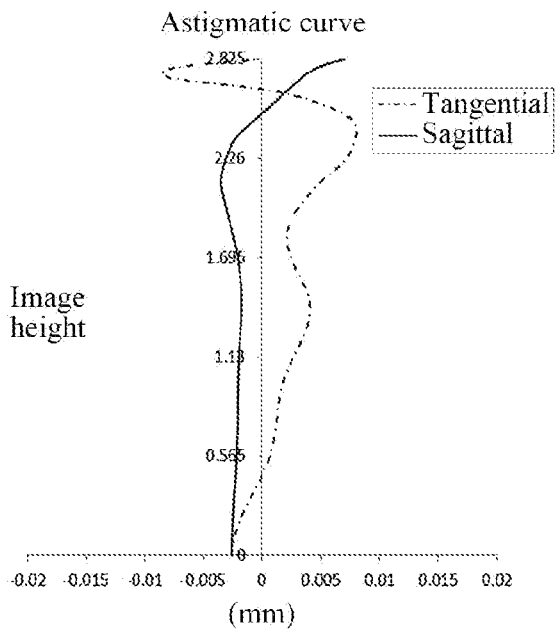 Astigmatic curve
2.825
Tangential
Sagittal
2.26
1.695
Image
height
1.13
0.565
0
-0.02 -0.015 -0.01 -0.005 0 0.005 0.01 0.015 0.02
(mm)